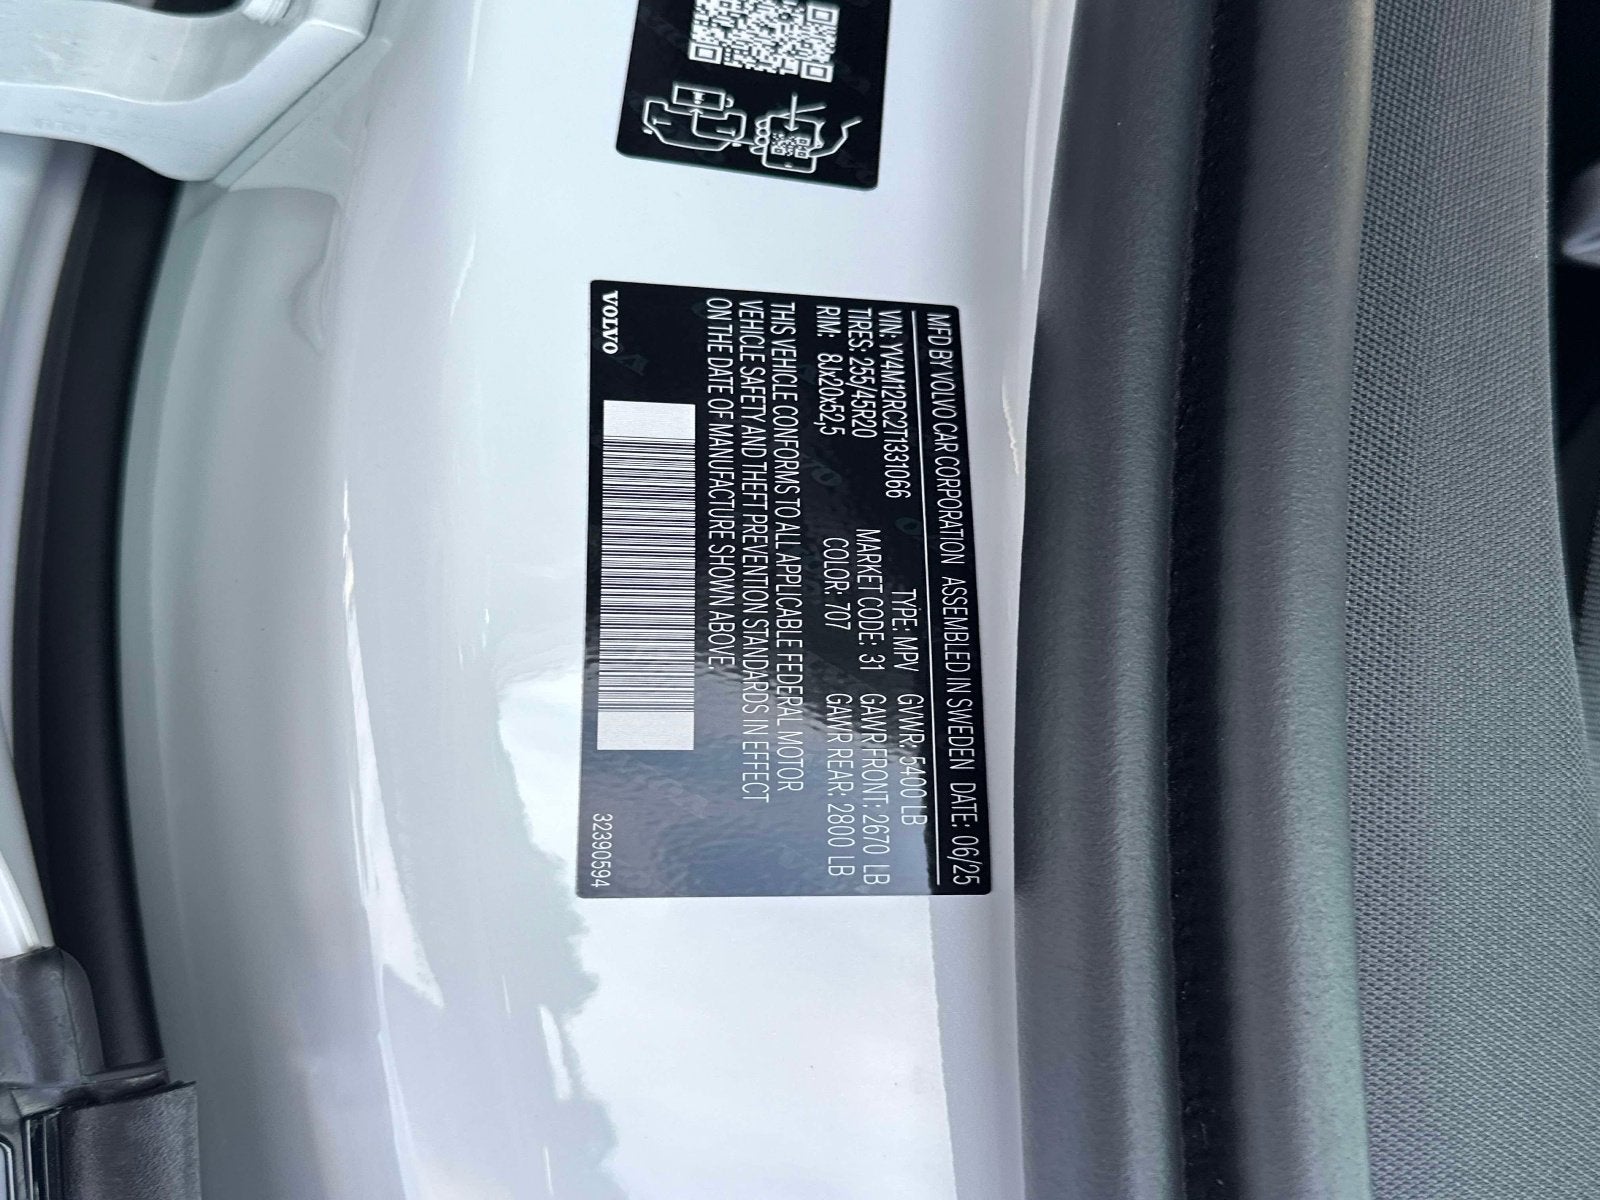 MFD BY VOLVO CAR CORPORATION ASSEMBLED IN SWEDEN DATE: 06/25
VIN: YV4M12RC2T1331066 TYPE: MPV GVWR: 5400 LB
TIRES: 255/45R20 MARKET CODE: 31 GAWR FRONT: 2670 LB
RIM: 8Jx20x52,5 COLOR: 707 GAWR REAR: 2800 LB
THIS VEHICLE CONFORMS TO ALL APPLICABLE FEDERAL MOTOR
VEHICLE SAFETY AND THEFT PREVENTION STANDARDS IN EFFECT
ON THE DATE OF MANUFACTURE SHOWN ABOVE.
VOLVO 32390594